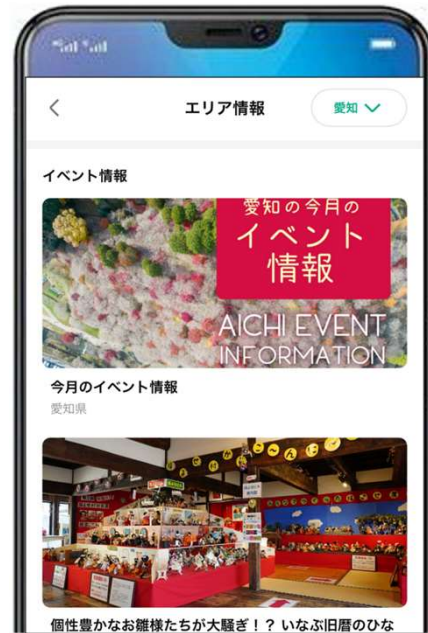 エリア情報
愛知
イベント情報
愛知の今月の
イベント
情報
AICHI EVENT
INFORMATION
今月のイベント情報
愛知県
個性豊かなお雛様たちが大騒ぎ！？ いなぶ旧暦のひな